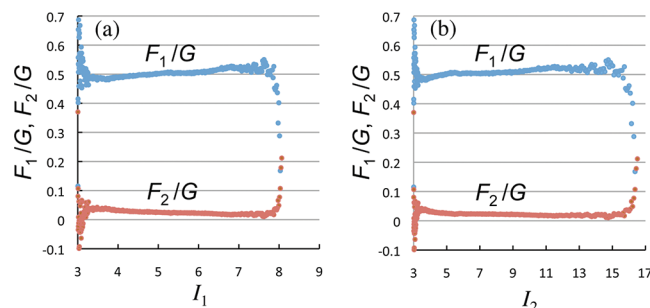 (a)
F₁/G
F₂/G
F₁/G, F₂/G
0.7
0.6
0.5
0.4
0.3
0.2
0.1
0
-0.1
3 4 5 6 7 8 9
I₁
(b)
F₁/G
F₂/G
F₁/G, F₂/G
0.7
0.6
0.5
0.4
0.3
0.2
0.1
0
-0.1
3 5 7 9 11 13 15 17
I₂